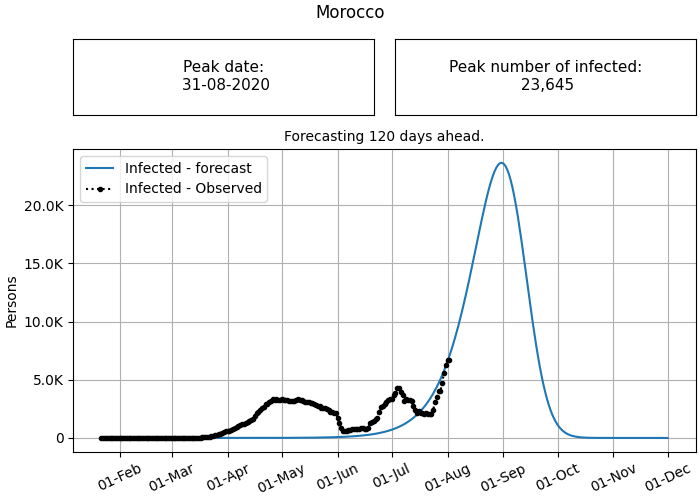 Morocco
Peak date:
31-08-2020
Peak number of infected:
23,645
Forecasting 120 days ahead.
Infected - forecast
Infected - Observed
Persons
20.0K
15.0K
10.0K
5.0K
0
01-Feb
01-Mar
01-Apr
01-May
01-Jun
01-Jul
01-Aug
01-Sep
01-Oct
01-Nov
01-Dec